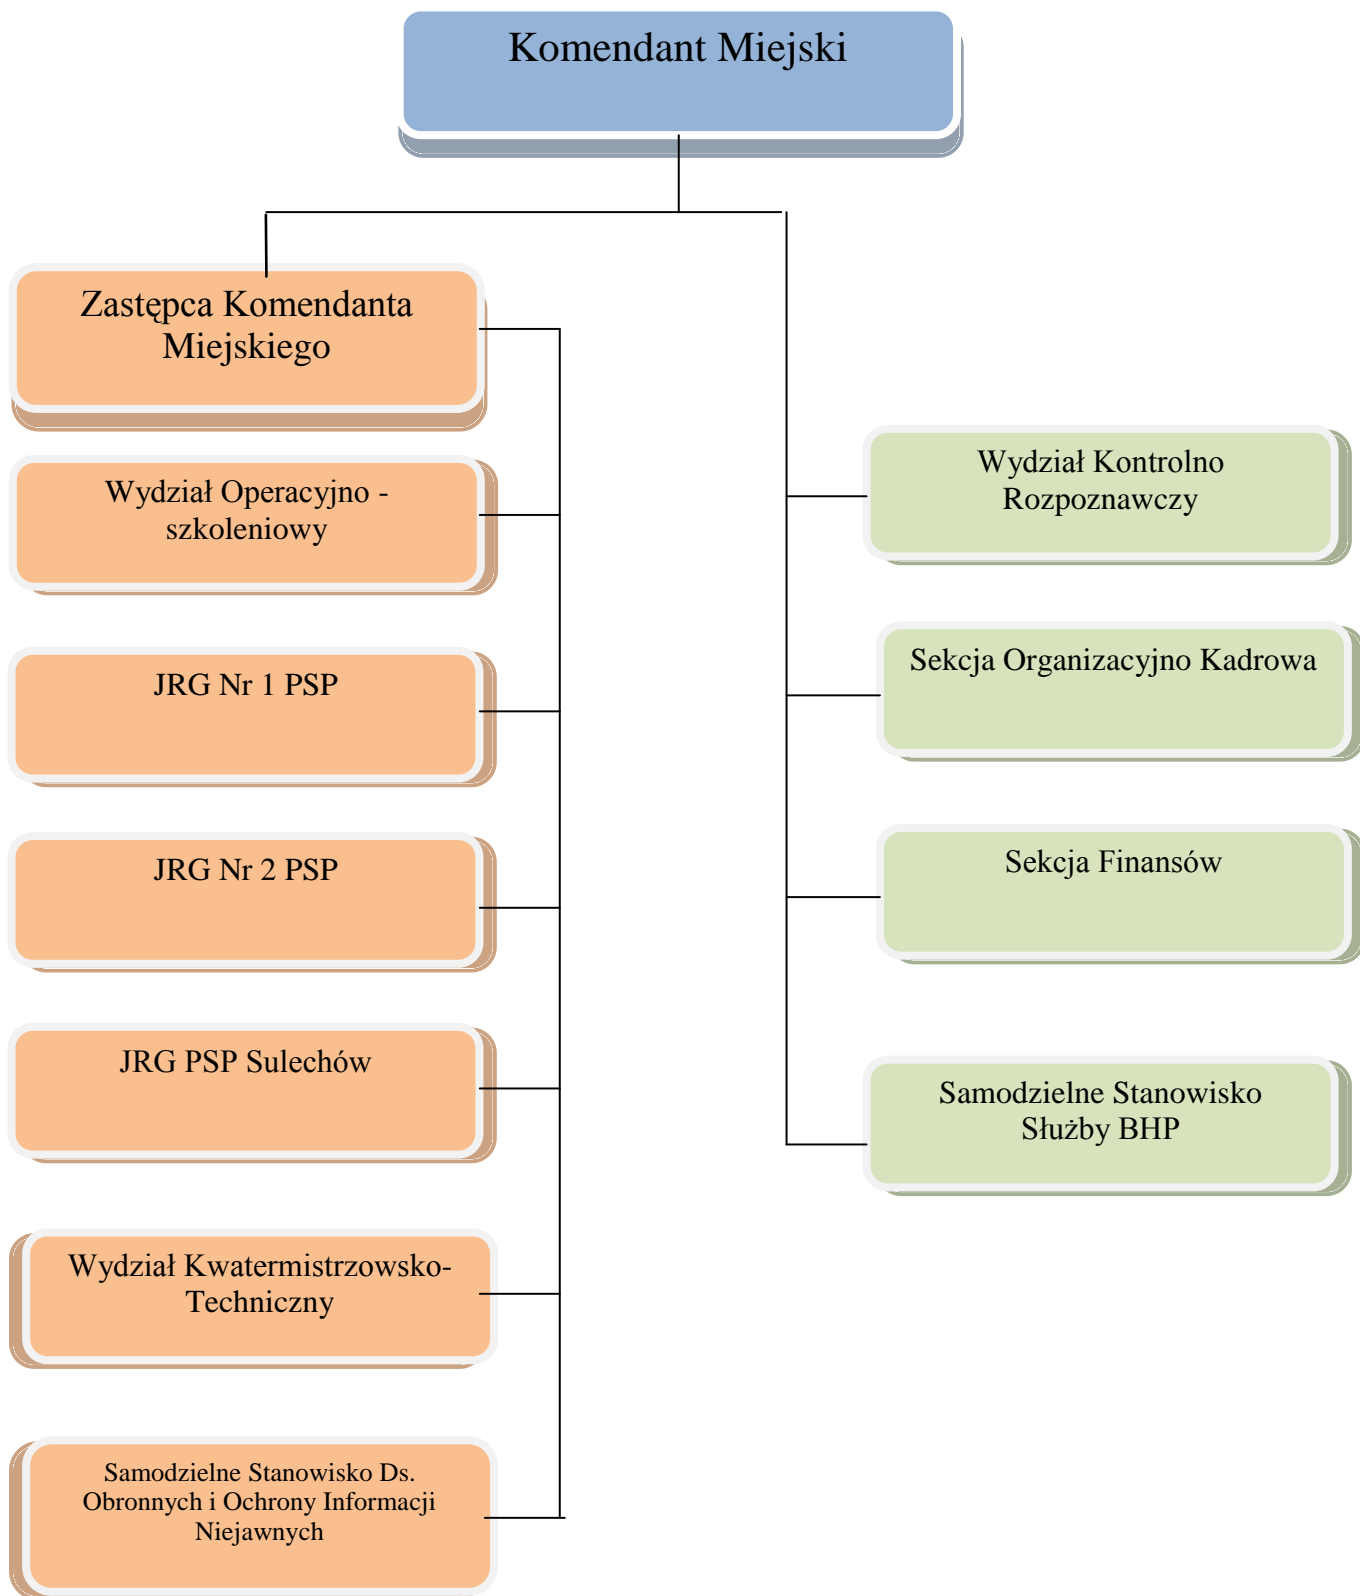 Komendant Miejski
Zastępca Komendanta
Miejskiego
Wydział Operacyjno -
szkoleniowy
JRG Nr 1 PSP
JRG Nr 2 PSP
JRG PSP Sulechów
Wydział Kwatermistrzowsko-
Techniczny
Samodzielne Stanowisko Ds.
Obronnych i Ochrony Informacji
Niejawnych
Wydział Kontrolno
Rozpoznawczy
Sekcja Organizacyjno Kadrowa
Sekcja Finansów
Samodzielne Stanowisko
Służby BHP